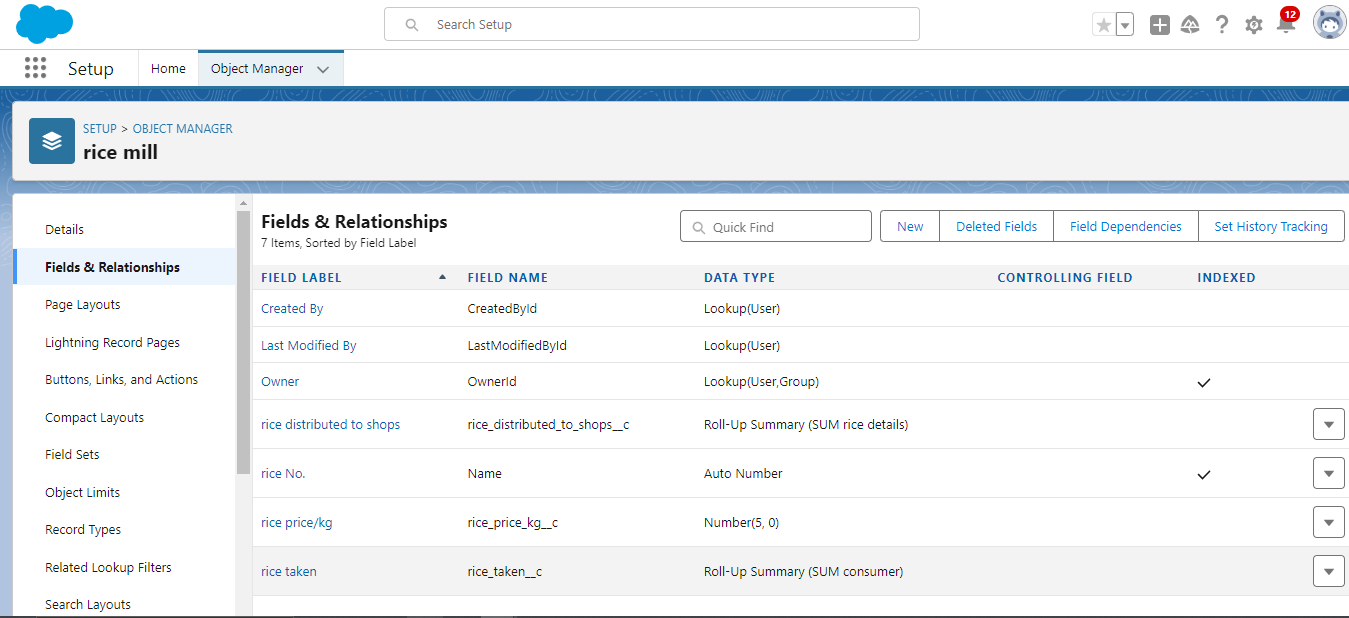 Search Setup
12
Setup
Home
Object Manager
SETUP > OBJECT MANAGER
rice mill
Details
Fields & Relationships
Page Layouts
Lightning Record Pages
Buttons, Links, and Actions
Compact Layouts
Field Sets
Object Limits
Record Types
Related Lookup Filters
Search Layouts
Fields & Relationships
7 Items, Sorted by Field Label
Quick Find
New
Deleted Fields
Field Dependencies
Set History Tracking
FIELD LABEL FIELD NAME DATA TYPE CONTROLLING FIELD INDEXED
Created By CreatedById Lookup(User)
Last Modified By LastModifiedById Lookup(User)
Owner OwnerId Lookup(User,Group)
rice distributed to shops rice_distributed_to_shops__c Roll-Up Summary (SUM rice details)
rice No. Name Auto Number
rice price/kg rice_price_kg__c Number(5, 0)
rice taken rice_taken__c Roll-Up Summary (SUM consumer)